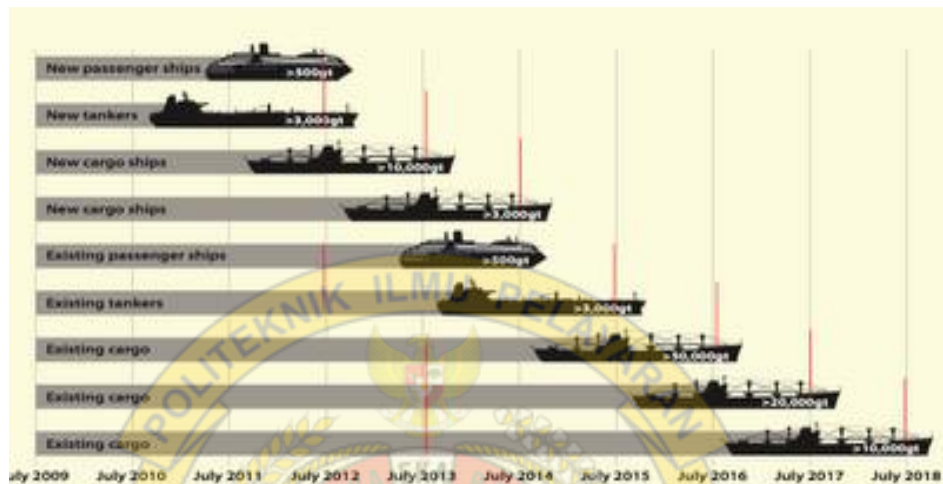 New passenger ships >500gt
New tankers >3,000gt
New cargo ships >10,000gt
New cargo ships >3,000gt
Existing passenger ships >500gt
POLITEKNIK ILMU PELAYARAN
Existing tankers >3,000gt
Existing cargo >50,000gt
Existing cargo >20,000gt
Existing cargo >10,000gt
uly 2009 July 2010 July 2011 July 2012 July 2013 July 2014 July 2015 July 2016 July 2017 July 2018